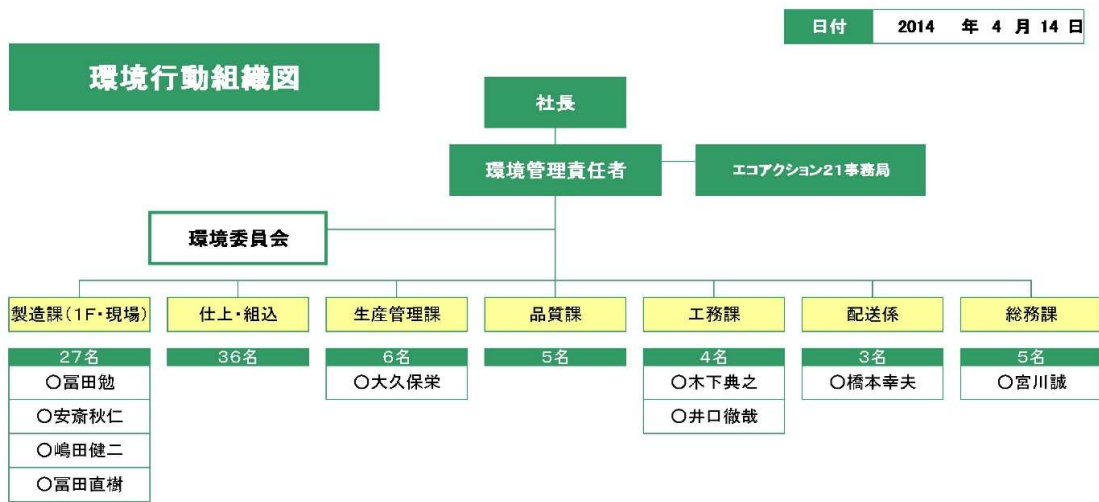 日付 2014 年 4 月 14 日
環境行動組織図
社長
環境管理責任者
エコアクション21事務局
環境委員会
製造課(1F・現場) 仕上・組込 生産管理課 品質課 工務課 配送係 総務課
27名 36名 6名 5名 4名 3名 5名
○冨田勉 ○大久保栄 ○木下典之 ○橋本幸夫 ○宮川誠
○安斎秋仁 ○井口徹哉
○嶋田健二
○冨田直樹